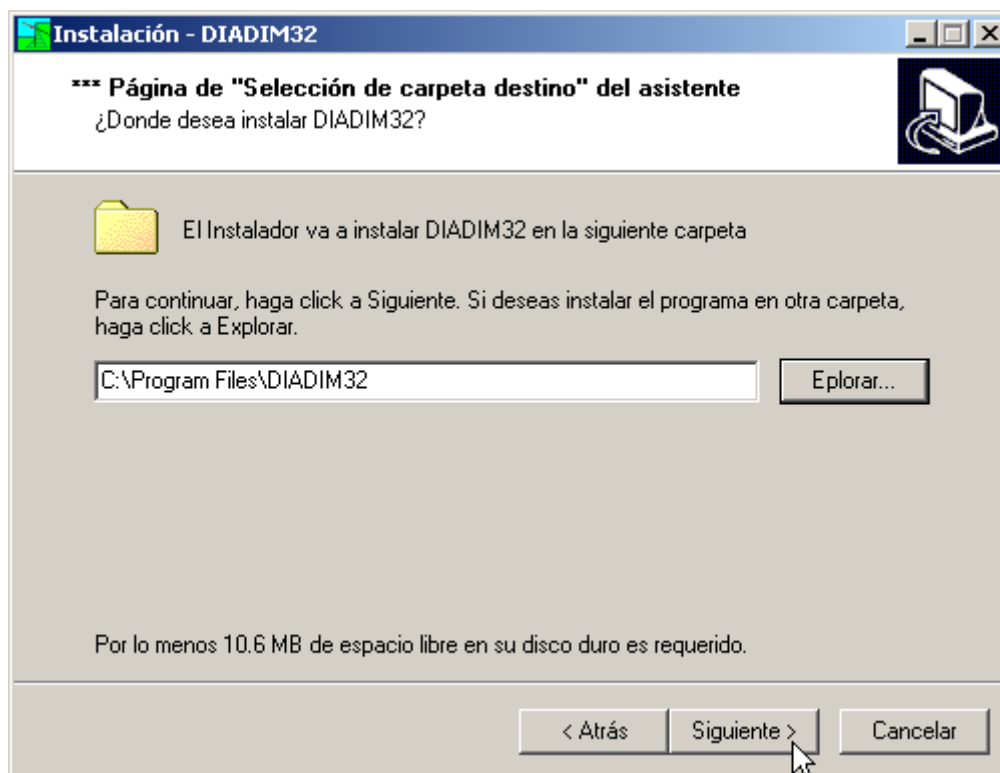 Instalación - DIADIM32
*** Página de "Selección de carpeta destino" del asistente
¿Donde desea instalar DIADIM32?
El Instalador va a instalar DIADIM32 en la siguiente carpeta
Para continuar, haga click a Siguiente. Si deseas instalar el programa en otra carpeta,
haga click a Explorar.
C:\Program Files\DIADIM32
Eplorar...
Por lo menos 10.6 MB de espacio libre en su disco duro es requerido.
< Atrás
Siguiente >
Cancelar